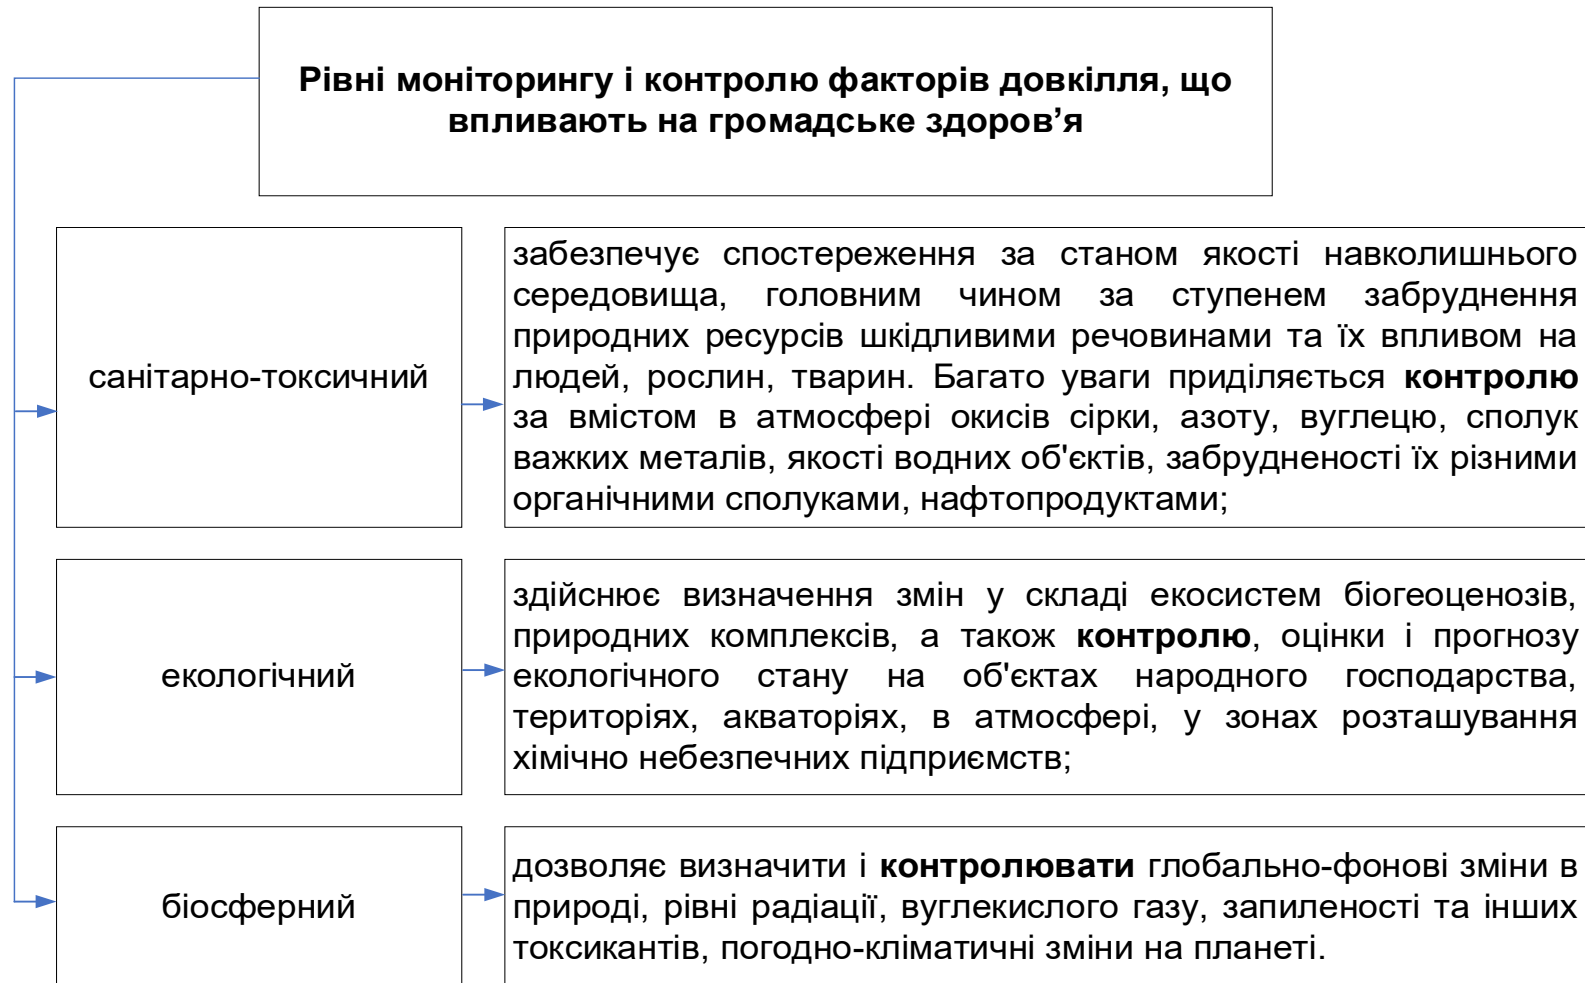 Рівні моніторингу і контролю факторів довкілля, що
впливають на громадське здоров’я
санітарно-токсичний
забезпечує спостереження за станом якості навколишнього
середовища, головним чином за ступенем забруднення
природних ресурсів шкідливими речовинами та їх впливом на
людей, рослин, тварин. Багато уваги приділяється контролю
за вмістом в атмосфері окисів сірки, азоту, вуглецю, сполук
важких металів, якості водних об'єктів, забрудненості їх різними
органічними сполуками, нафтопродуктами;
екологічний
здійснює визначення змін у складі екосистем біогеоценозів,
природних комплексів, а також контролю, оцінки і прогнозу
екологічного стану на об'єктах народного господарства,
територіях, акваторіях, в атмосфері, у зонах розташування
хімічно небезпечних підприємств;
біосферний
дозволяє визначити і контролювати глобально-фонові зміни в
природі, рівні радіації, вуглекислого газу, запиленості та інших
токсикантів, погодно-кліматичні зміни на планеті.